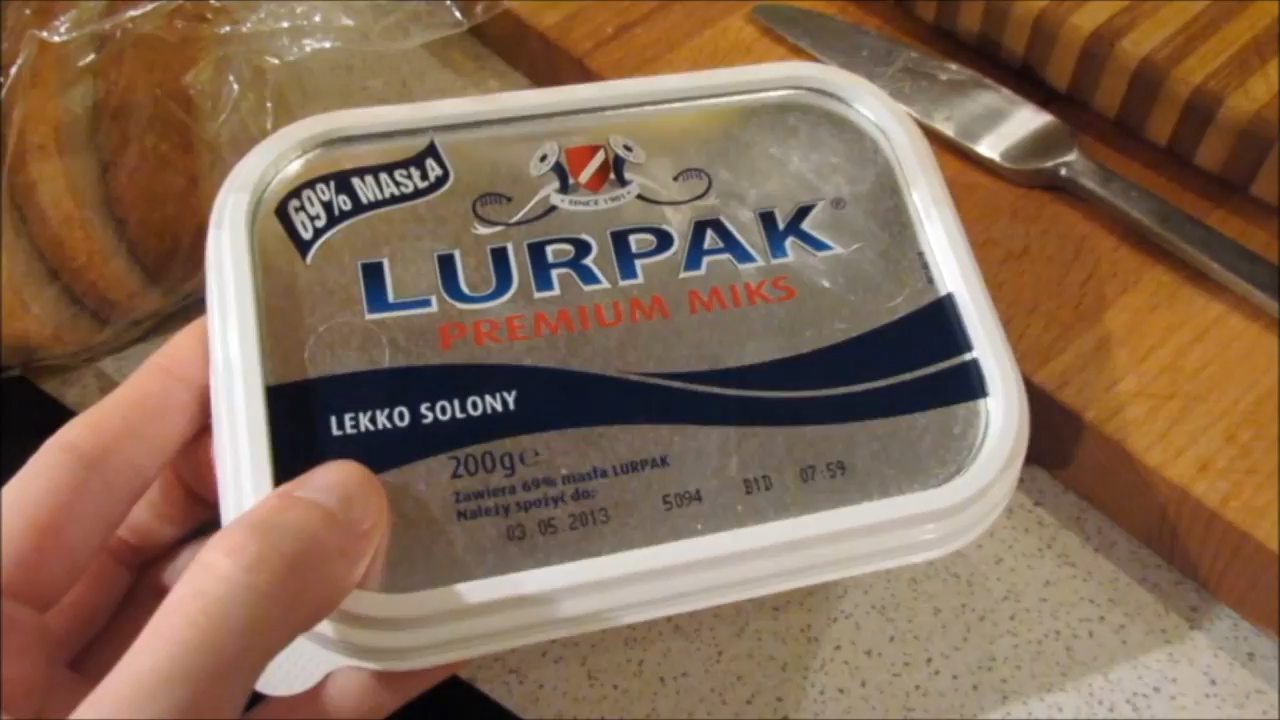 69% MASŁA
SINCE 1901
LURPAK®
PREMIUM MIKS
LEKKO SOLONY
200g℮
Zawiera 69% masła LURPAK
Należy spożyć do:
03 05 2013 5094 B1D 07:59